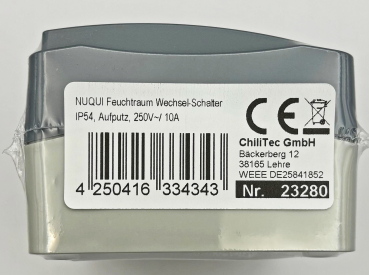 NUQUI Feuchtraum Wechsel-Schalter
IP54, Aufputz, 250V~/ 10A
CE
ChiliTec GmbH
Bäckerberg 12
38165 Lehre
WEEE DE25841852
4 250416 334343
Nr. 23280